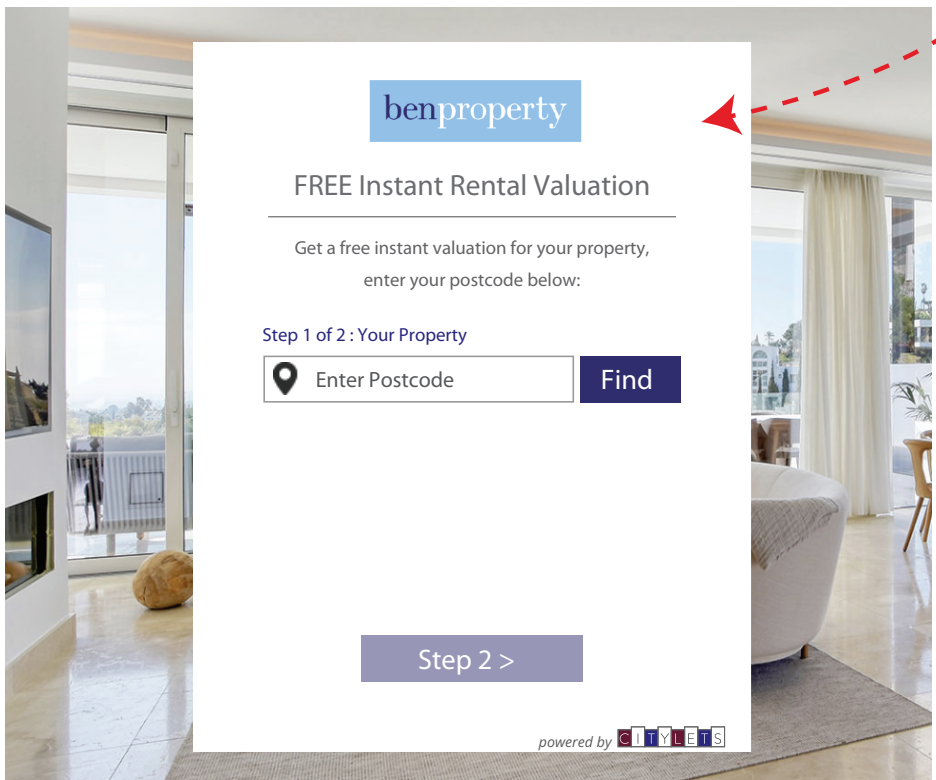 benproperty
FREE Instant Rental Valuation
Get a free instant valuation for your property,
enter your postcode below:
Step 1 of 2 : Your Property
Enter Postcode
Find
Step 2 >
powered by CITYLETS